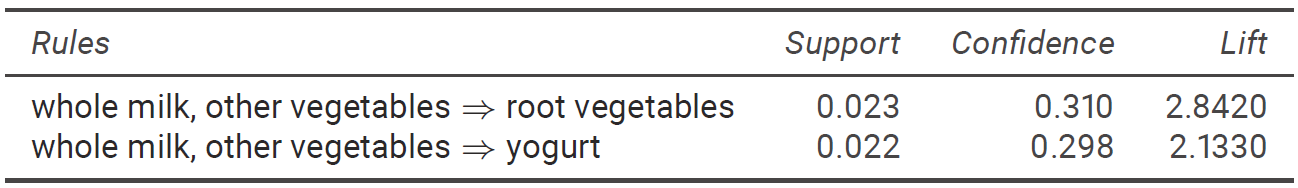 Rules Support Confidence Lift
whole milk, other vegetables ⇒ root vegetables 0.023 0.310 2.8420
whole milk, other vegetables ⇒ yogurt 0.022 0.298 2.1330